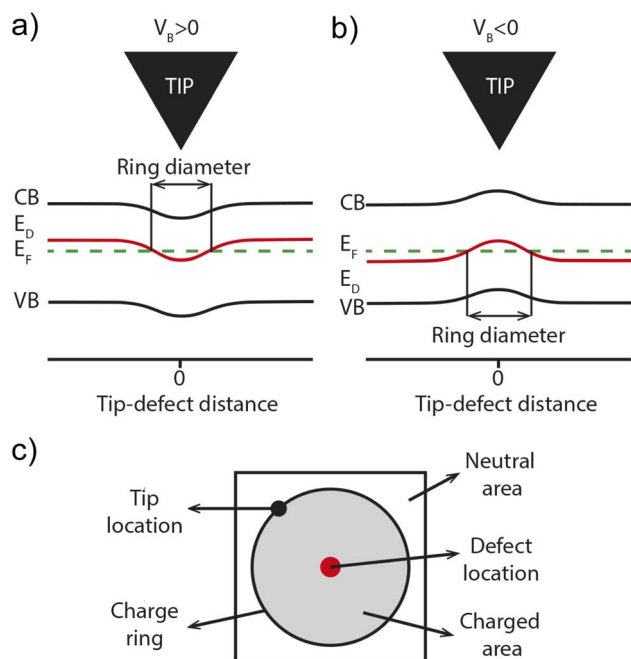 a)
V_B>0
TIP
Ring diameter
CB
E_D
E_F
VB
0
Tip-defect distance
b)
V_B<0
TIP
CB
E_F
E_D
VB
Ring diameter
0
Tip-defect distance
c)
Tip
location
Neutral
area
Defect
location
Charge
ring
Charged
area